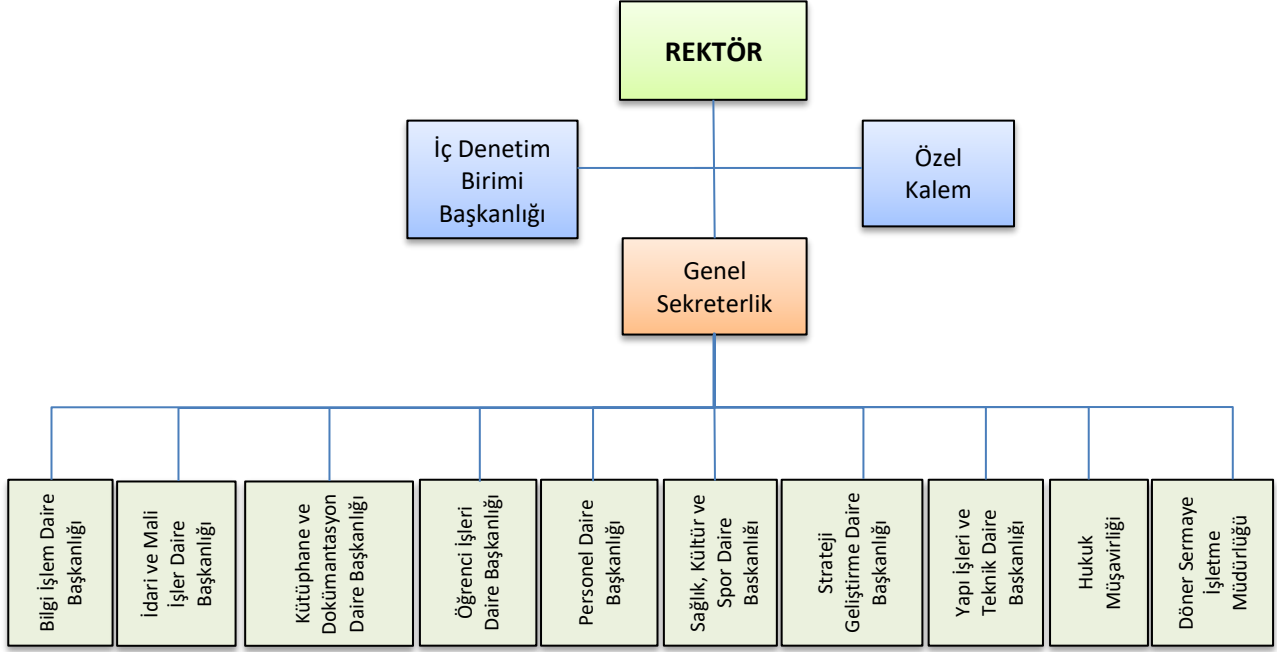 REKTÖR
İç Denetim
Birimi
Başkanlığı
Özel
Kalem
Genel
Sekreterlik
Bilgi İşlem Daire
Başkanlığı
İdari ve Mali
İşler Daire
Başkanlığı
Kütüphane ve
Dokümantasyon
Daire Başkanlığı
Öğrenci İşleri
Daire Başkanlığı
Personel Daire
Başkanlığı
Sağlık, Kültür ve
Spor Daire
Baskanlığı
Strateji
Geliştirme Daire
Başkanlığı
Yapı İşleri ve
Teknik Daire
Başkanlığı
Hukuk
Müşavirliği
Döner Sermaye
İşletme
Müdürlüğü